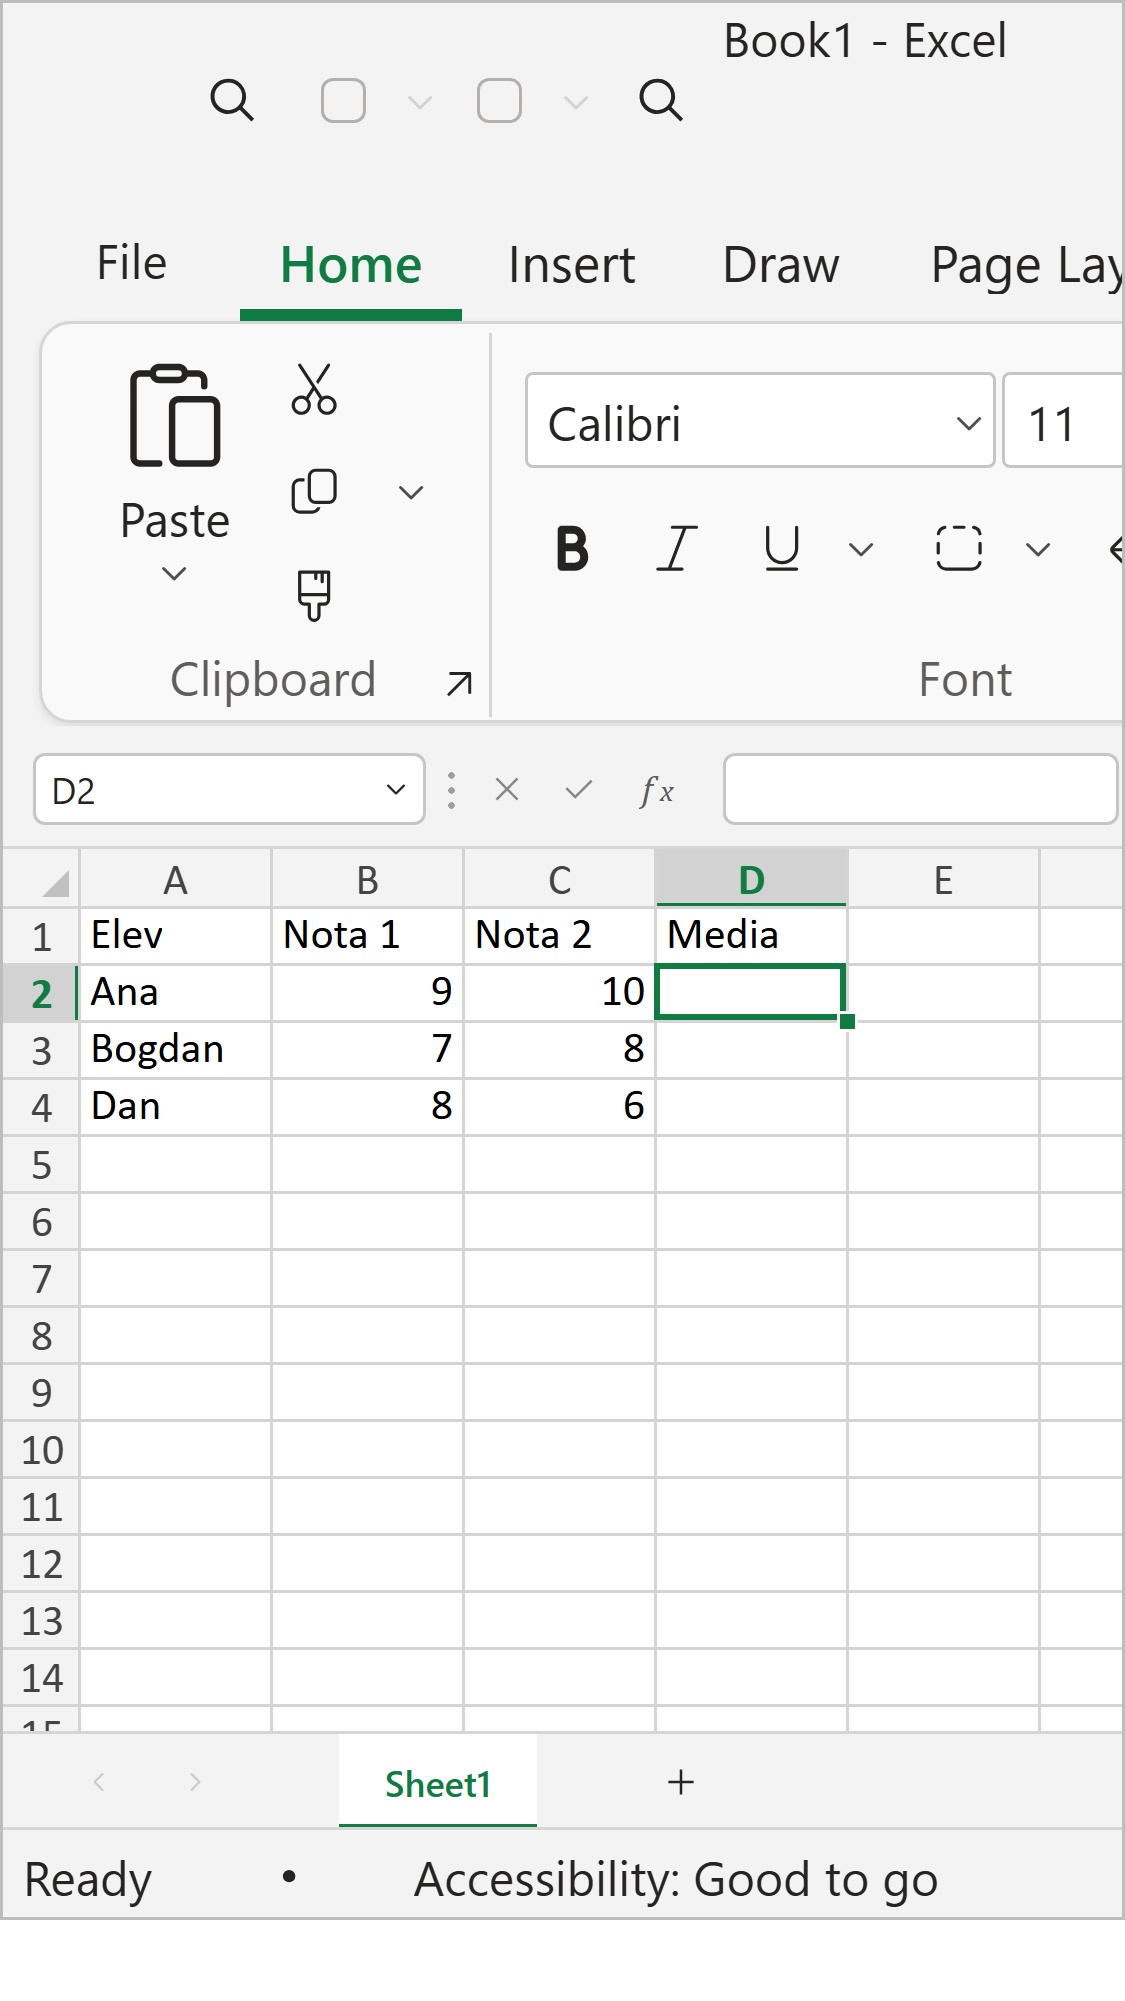 Book1 - Excel
File Home Insert Draw Page Lay
Calibri 11
Paste
B I U
Clipboard Font
D2 fx
A B C D E
1 Elev Nota 1 Nota 2 Media
2 Ana 9 10
3 Bogdan 7 8
4 Dan 8 6
5
6
7
8
9
10
11
12
13
14
15
Sheet1 +
Ready Accessibility: Good to go